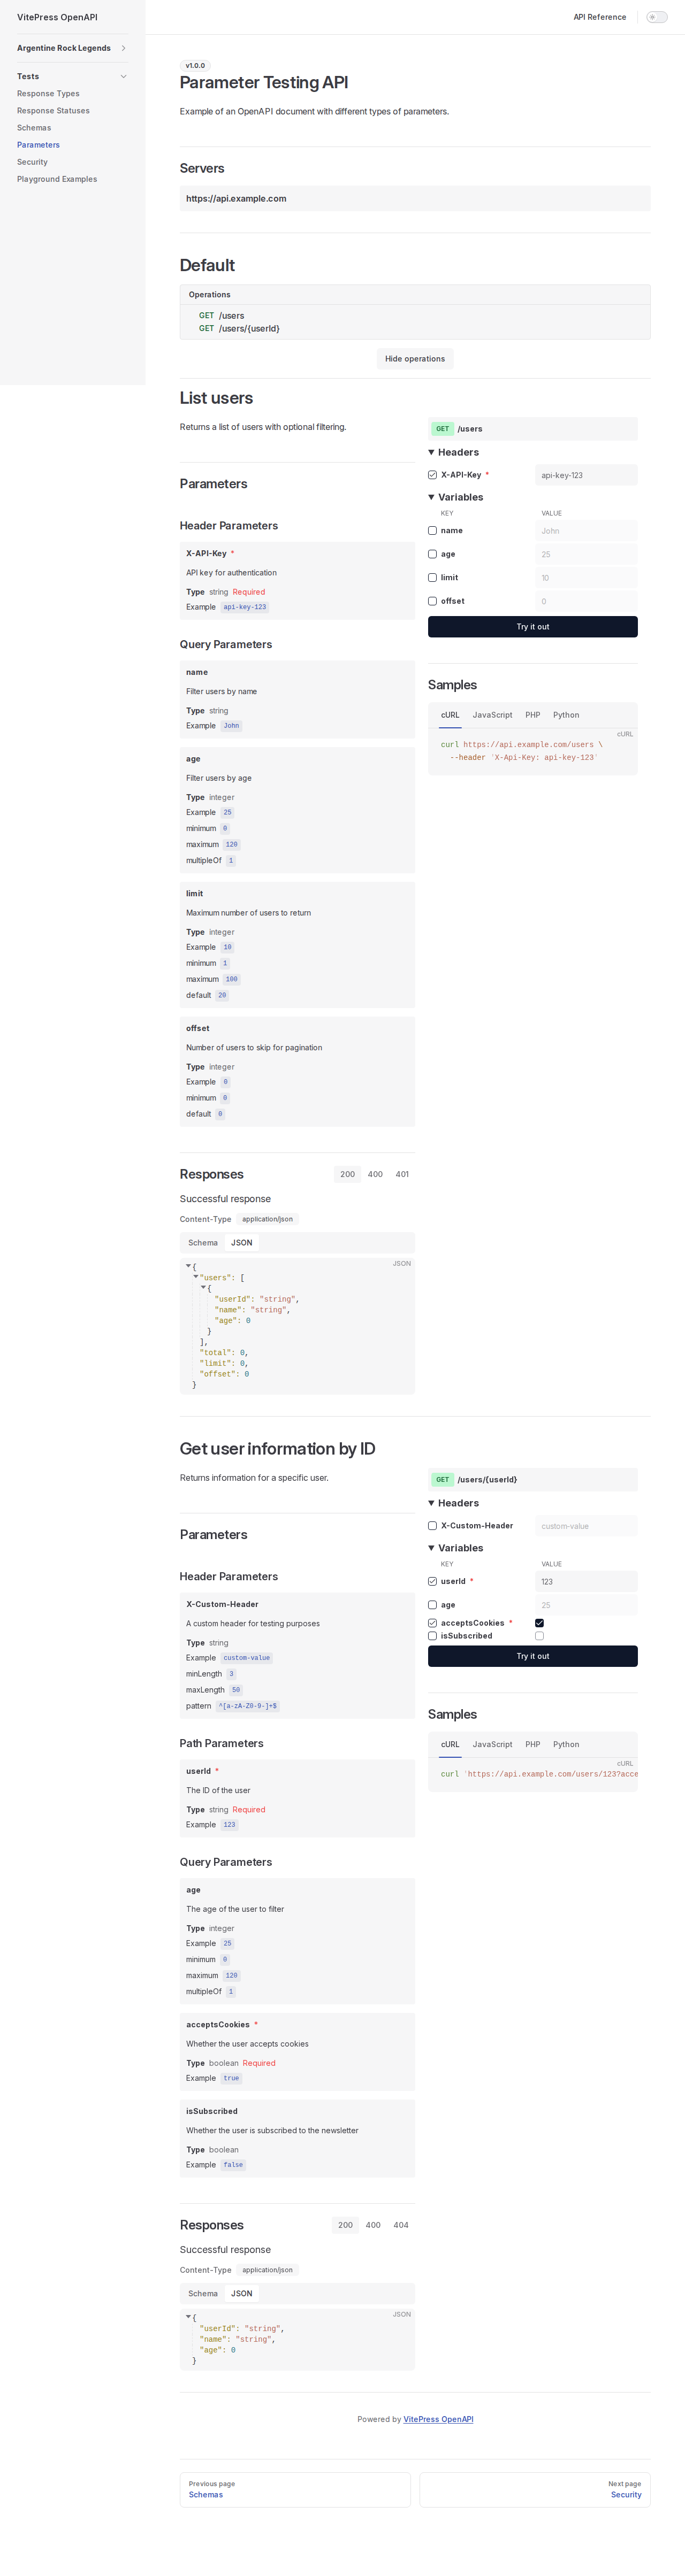 VitePress OpenAPI
API Reference
Argentine Rock Legends
Tests
Response Types
Response Statuses
Schemas
Parameters
Security
Playground Examples
v1.0.0
Parameter Testing API
Example of an OpenAPI document with different types of parameters.
Servers
https://api.example.com
Default
Operations
GET /users
GET /users/{userId}
Hide operations
List users
Returns a list of users with optional filtering.
Parameters
Header Parameters
X-API-Key *
API key for authentication
Type string Required
Example api-key-123
Query Parameters
name
Filter users by name
Type string
Example John
age
Filter users by age
Type integer
Example 25
minimum 0
maximum 120
multipleOf 1
limit
Maximum number of users to return
Type integer
Example 10
minimum 1
maximum 100
default 20
offset
Number of users to skip for pagination
Type integer
Example 0
minimum 0
default 0
Responses 200 400 401
Successful response
Content-Type application/json
Schema JSON
JSON
{
"users": [
{
"userId": "string",
"name": "string",
"age": 0
}
],
"total": 0,
"limit": 0,
"offset": 0
}
GET /users
Headers
X-API-Key * api-key-123
Variables
KEY VALUE
name John
age 25
limit 10
offset 0
Try it out
Samples
cURL JavaScript PHP Python
cURL
curl https://api.example.com/users \
--header 'X-Api-Key: api-key-123'
Get user information by ID
Returns information for a specific user.
Parameters
Header Parameters
X-Custom-Header
A custom header for testing purposes
Type string
Example custom-value
minLength 3
maxLength 50
pattern ^[a-zA-Z0-9-]+$
Path Parameters
userId *
The ID of the user
Type string Required
Example 123
Query Parameters
age
The age of the user to filter
Type integer
Example 25
minimum 0
maximum 120
multipleOf 1
acceptsCookies *
Whether the user accepts cookies
Type boolean Required
Example true
isSubscribed
Whether the user is subscribed to the newsletter
Type boolean
Example false
Responses 200 400 404
Successful response
Content-Type application/json
Schema JSON
JSON
{
"userId": "string",
"name": "string",
"age": 0
}
GET /users/{userId}
Headers
X-Custom-Header custom-value
Variables
KEY VALUE
userId * 123
age 25
acceptsCookies *
isSubscribed
Try it out
Samples
cURL JavaScript PHP Python
cURL
curl 'https://api.example.com/users/123?acce
Powered by VitePress OpenAPI
Previous page
Schemas
Next page
Security